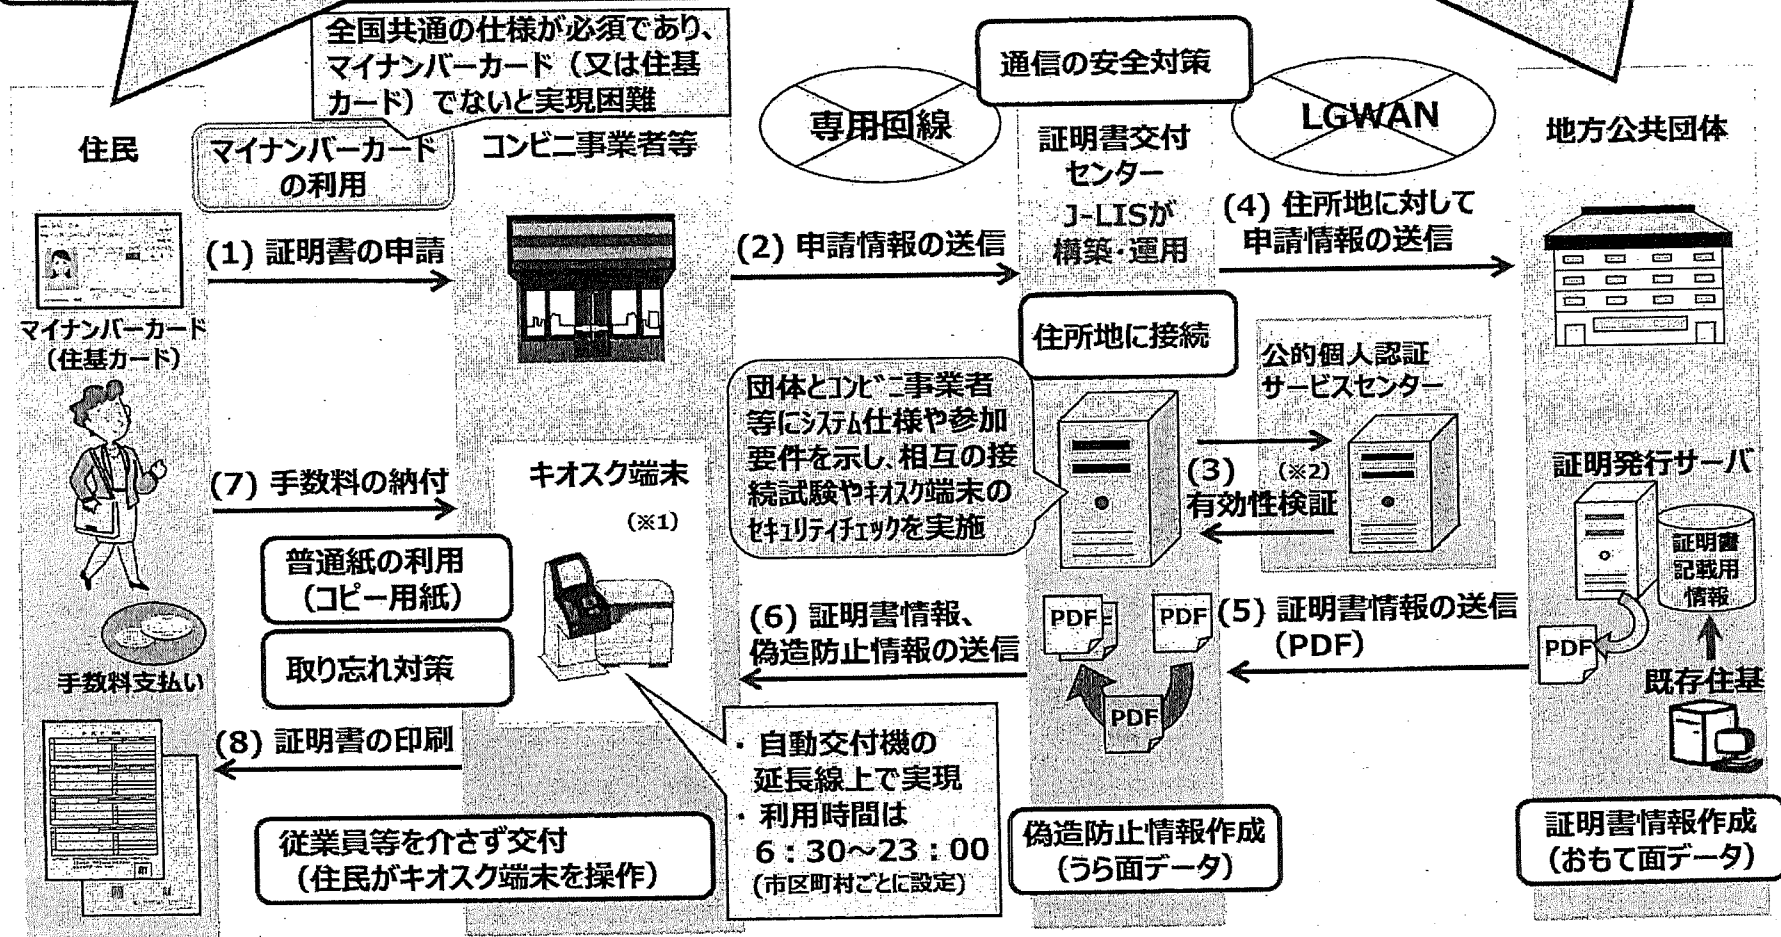 全国共通の仕様が必須であり、
マイナンバーカード（又は住基
カード）でないと実現困難
通信の安全対策
住民
マイナンバーカード
の利用
コンビニ事業者等
専用回線
証明書交付
センター
J-LISが
構築・運用
LGWAN
地方公共団体
(1) 証明書の申請
(2) 申請情報の送信
(4) 住所地に対して
申請情報の送信
マイナンバーカード
（住基カード）
住所地に接続
公的個人認証
サービスセンター
団体とｺﾝﾋﾞﾆ事業者
等にｼｽﾃﾑ仕様や参加
要件を示し、相互の接
続試験やｷｵｽｸ端末の
ｾｷｭﾘﾃｨﾁｪｯｸを実施
(3)
（※2）
有効性検証
(7) 手数料の納付
キオスク端末
（※1）
証明発行サーバ
証明書
記載用
情報
普通紙の利用
（コピー用紙）
取り忘れ対策
手数料支払い
(6) 証明書情報、
偽造防止情報の送信
PDF
PDF
PDF
(5) 証明書情報の送信
（PDF）
PDF
既存住基
(8) 証明書の印刷
・ 自動交付機の
延長線上で実現
・ 利用時間は
6：30～23：00
(市区町村ごとに設定)
従業員等を介さず交付
（住民がキオスク端末を操作）
偽造防止情報作成
（うら面データ）
証明書情報作成
（おもて面データ）